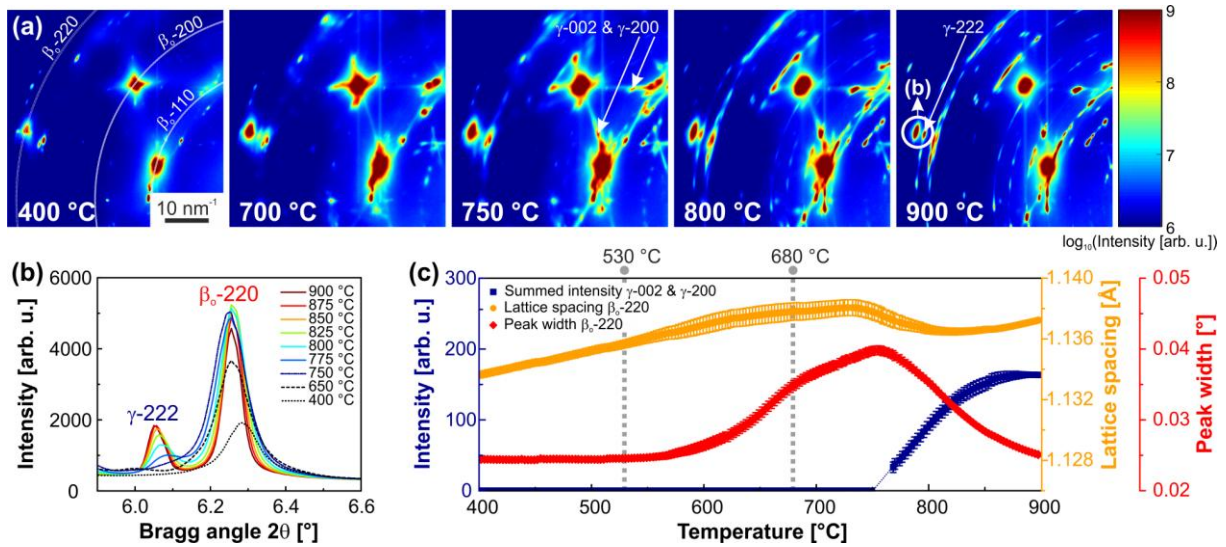 (a)
βₒ-220
βₒ-200
βₒ-110
400 °C
10 nm⁻¹
700 °C
γ-002 & γ-200
750 °C
800 °C
γ-222
(b)
900 °C
9
8
7
6
log₁₀(Intensity [arb. u.])
(b)
6000
4000
2000
0
Intensity [arb. u.]
βₒ-220
γ-222
900 °C
875 °C
850 °C
825 °C
800 °C
775 °C
750 °C
650 °C
400 °C
6.0
6.2
6.4
6.6
Bragg angle 2θ [°]
(c)
530 °C
680 °C
300
200
100
0
Intensity [arb. u.]
Summed intensity γ-002 & γ-200
Lattice spacing βₒ-220
Peak width βₒ-220
400
500
600
700
800
900
Temperature [°C]
1.140
1.136
1.133
1.128
Lattice spacing [Å]
0.05
0.04
0.03
0.02
Peak width [°]